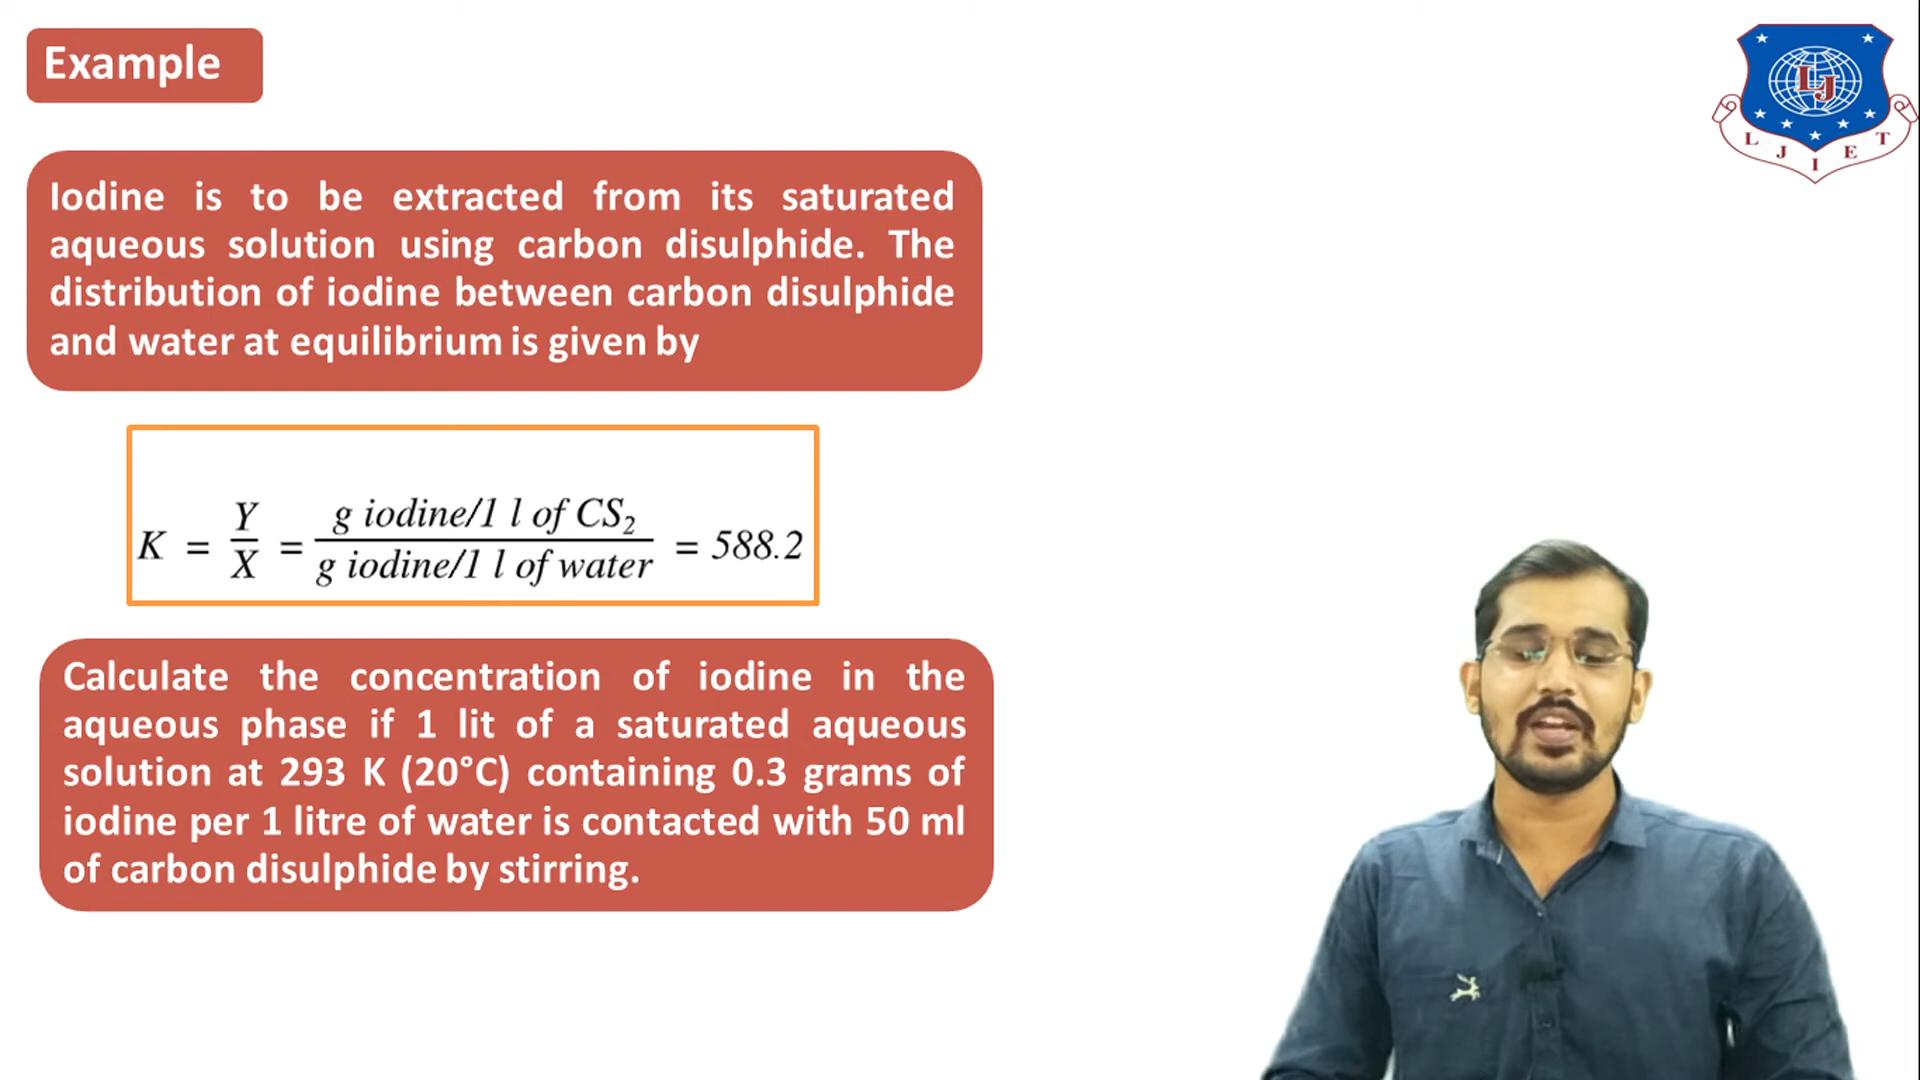 Example
LJ
L J I E T
Iodine is to be extracted from its saturated
aqueous solution using carbon disulphide. The
distribution of iodine between carbon disulphide
and water at equilibrium is given by
K = Y/X = g iodine/1 l of CS₂ / g iodine/1 l of water = 588.2
Calculate the concentration of iodine in the
aqueous phase if 1 lit of a saturated aqueous
solution at 293 K (20°C) containing 0.3 grams of
iodine per 1 litre of water is contacted with 50 ml
of carbon disulphide by stirring.